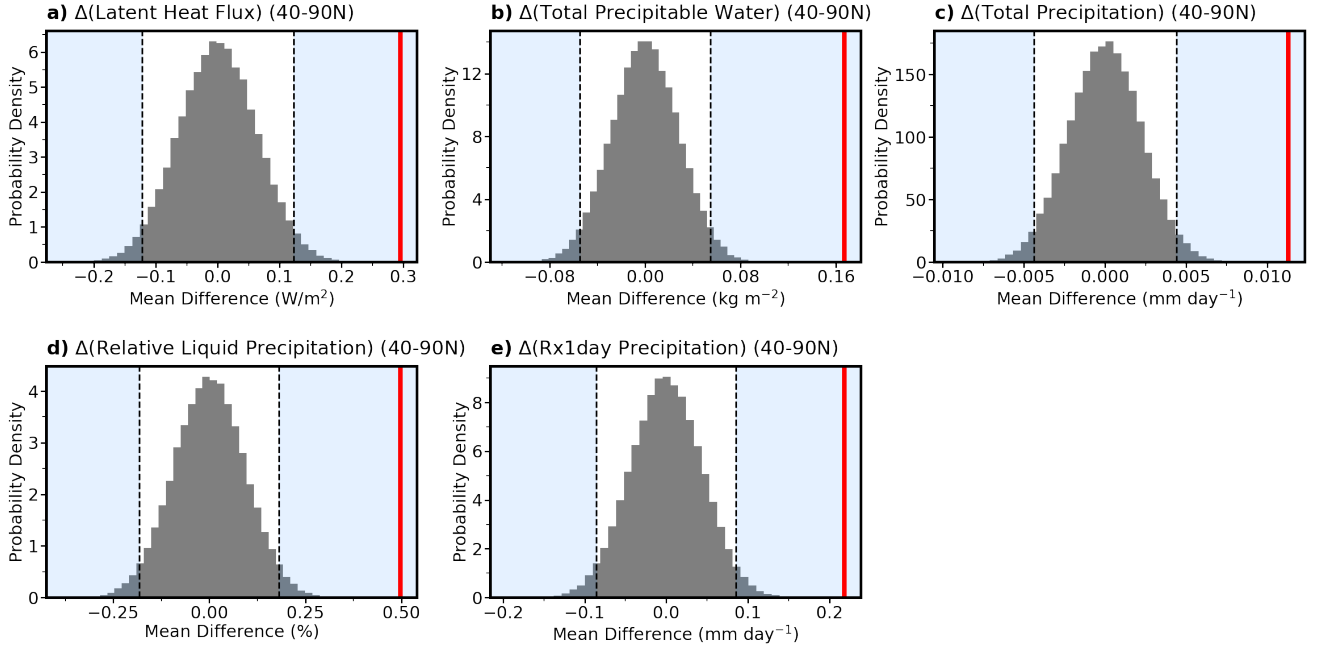 a) Δ(Latent Heat Flux) (40-90N)
Probability Density
6
5
4
3
2
1
0
−0.2 −0.1 0.0 0.1 0.2 0.3
Mean Difference (W/m²)
b) Δ(Total Precipitable Water) (40-90N)
Probability Density
12
8
4
0
−0.08 0.00 0.08 0.16
Mean Difference (kg m⁻²)
c) Δ(Total Precipitation) (40-90N)
Probability Density
150
100
50
0
−0.010 −0.005 0.000 0.005 0.010
Mean Difference (mm day⁻¹)
d) Δ(Relative Liquid Precipitation) (40-90N)
Probability Density
4
3
2
1
0
−0.25 0.00 0.25 0.50
Mean Difference (%)
e) Δ(Rx1day Precipitation) (40-90N)
Probability Density
8
6
4
2
0
−0.2 −0.1 0.0 0.1 0.2
Mean Difference (mm day⁻¹)